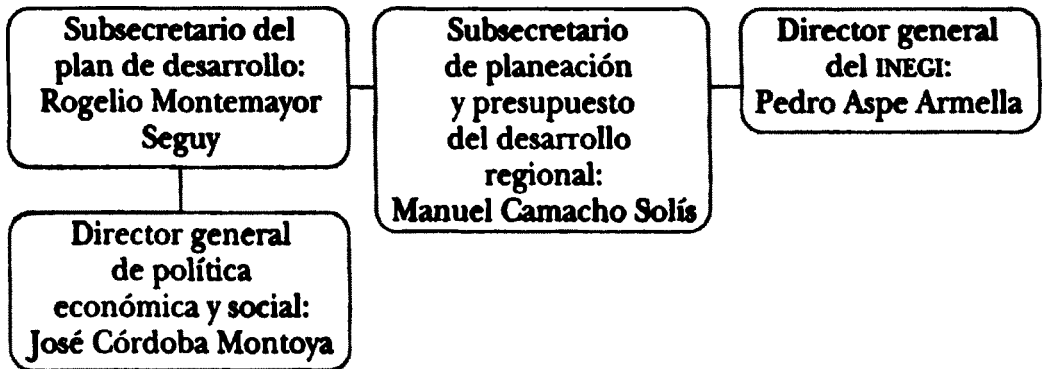 Subsecretario del
plan de desarrollo:
Rogelio Montemayor
Seguy
Subsecretario
de planeación
y presupuesto
del desarrollo
regional:
Manuel Camacho Solís
Director general
del INEGI:
Pedro Aspe Armella
Director general
de política
económica y social:
José Córdoba Montoya